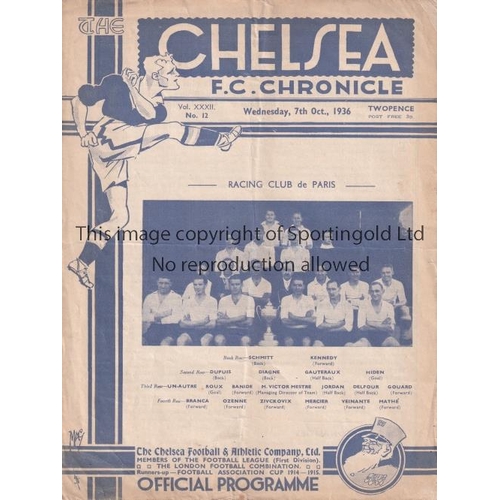 THE
CHELSEA
F.C. CHRONICLE
Vol. XXXII.
No. 12
Wednesday, 7th Oct., 1936
TWOPENCE
POST FREE 3D.
RACING CLUB de PARIS
This image copyright of Sportingold Ltd
No reproduction allowed
Back Row—SCHMITT KENNEDY
(Back) (Forward)
Second Row—DUPUIS DIAGNE GAUTEROUX HIDEN
(Back) (Half Back) (Goal)
Third Row—UN-AUTRE ROUX BANIDE M. VICTOR MESTRE JORDAN DELFOUR GOUARD
(Forward) (Goal) (Forward) (Managing Director of Team) (Half Back) (Half Back) (Forward)
Fourth Row—BRANCA OZENNE ZIVCKOVIX MERCIER VEINANTE MATHÉ
(Forward) (Forward) (Forward) (Forward) (Forward)
The Chelsea Football & Athletic Company, Ltd.
MEMBERS OF THE FOOTBALL LEAGUE (First Division).
THE LONDON FOOTBALL COMBINATION.
Runners-up—FOOTBALL ASSOCIATION CUP 1914-1915.
OFFICIAL PROGRAMME